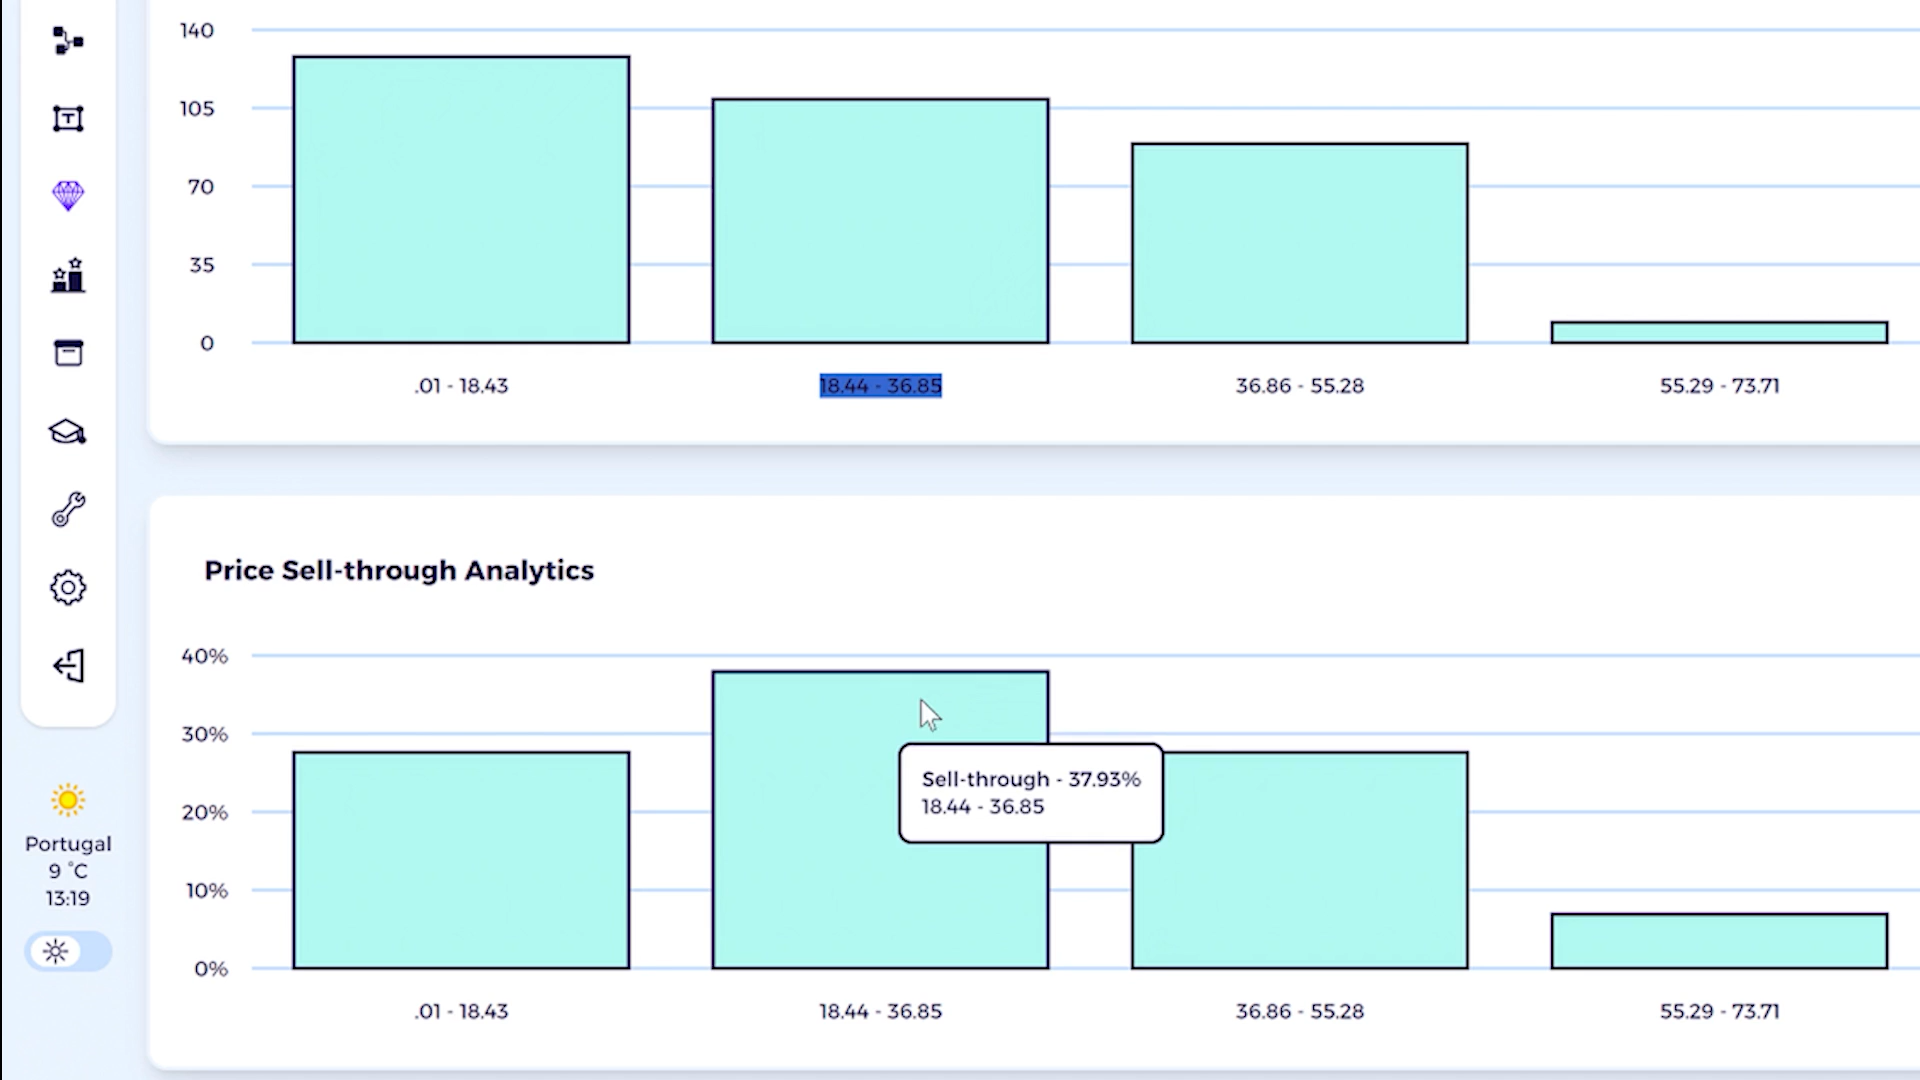 140
105
70
35
0
.01 - 18.43
18.44 - 36.85
36.86 - 55.28
55.29 - 73.71
Price Sell-through Analytics
40%
30%
20%
10%
0%
Sell-through - 37.93%
18.44 - 36.85
.01 - 18.43
18.44 - 36.85
36.86 - 55.28
55.29 - 73.71
T
Portugal
9 °C
13:19